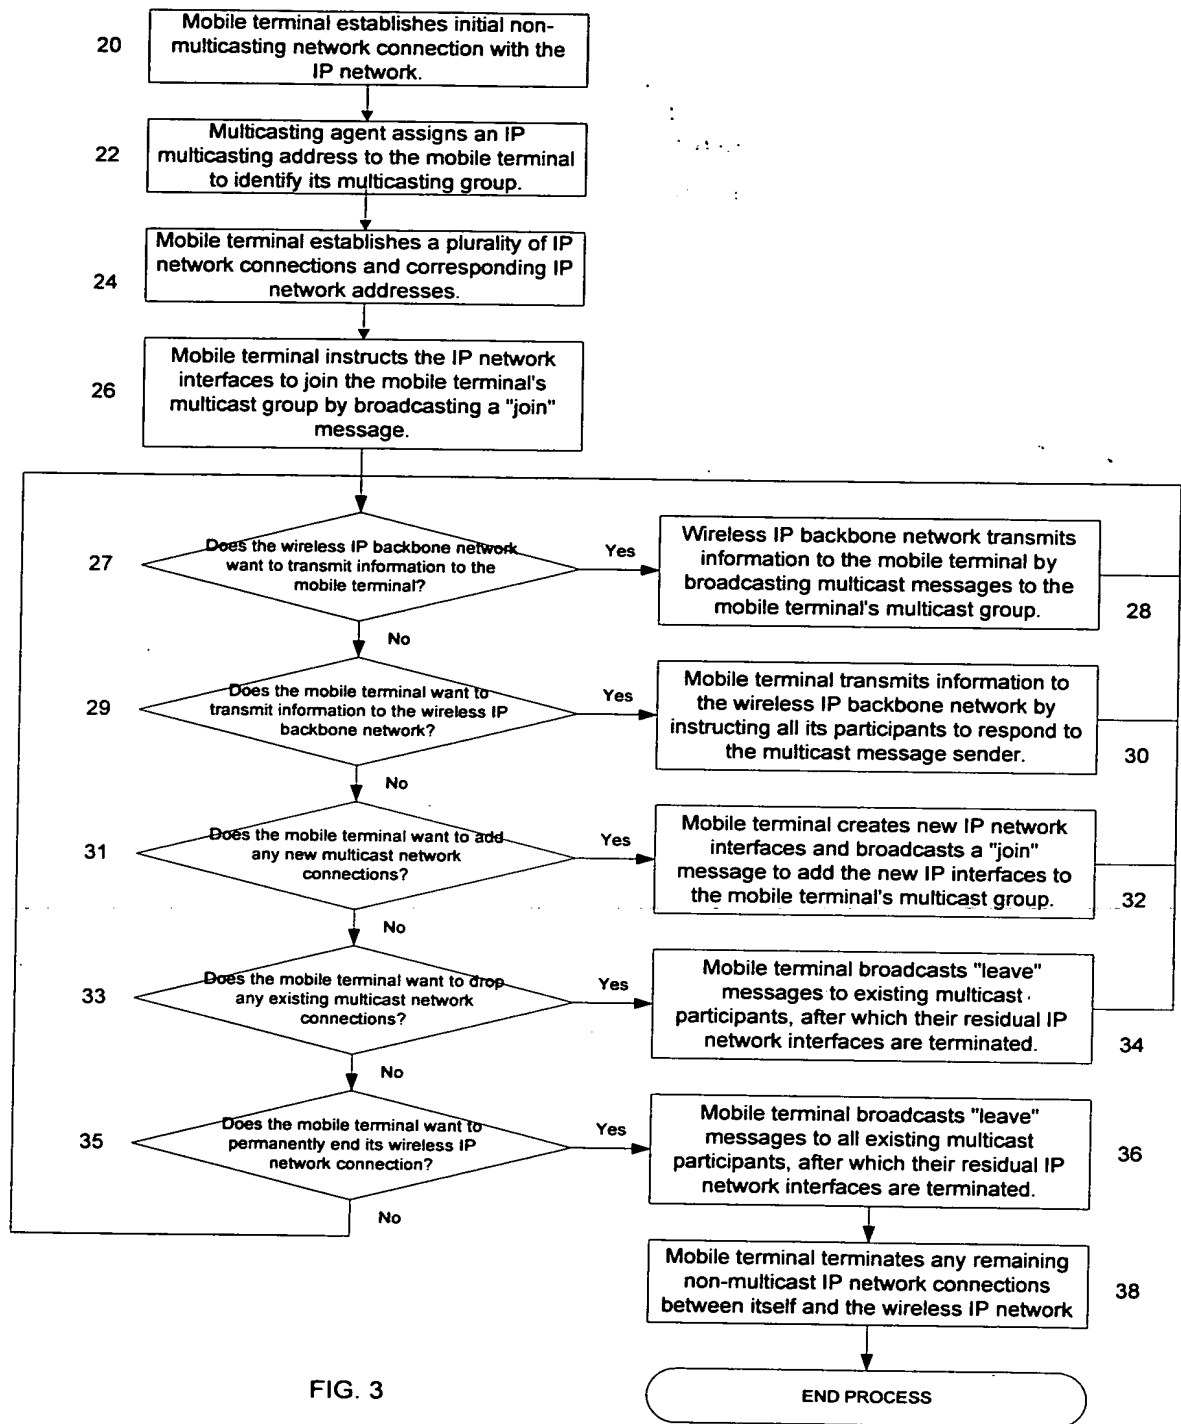 20
Mobile terminal establishes initial non-
multicasting network connection with the
IP network.
22
Multicasting agent assigns an IP
multicasting address to the mobile terminal
to identify its multicasting group.
24
Mobile terminal establishes a plurality of IP
network connections and corresponding IP
network addresses.
26
Mobile terminal instructs the IP network
interfaces to join the mobile terminal's
multicast group by broadcasting a "join"
message.
27
Does the wireless IP backbone network
want to transmit information to the
mobile terminal?
Yes
Wireless IP backbone network transmits
information to the mobile terminal by
broadcasting multicast messages to the
mobile terminal's multicast group.
28
No
29
Does the mobile terminal want to
transmit information to the wireless IP
backbone network?
Yes
Mobile terminal transmits information to
the wireless IP backbone network by
instructing all its participants to respond to
the multicast message sender.
30
No
31
Does the mobile terminal want to add
any new multicast network
connections?
Yes
Mobile terminal creates new IP network
interfaces and broadcasts a "join"
message to add the new IP interfaces to
the mobile terminal's multicast group.
32
No
33
Does the mobile terminal want to drop
any existing multicast network
connections?
Yes
Mobile terminal broadcasts "leave"
messages to existing multicast
participants, after which their residual IP
network interfaces are terminated.
34
No
35
Does the mobile terminal want to
permanently end its wireless IP
network connection?
Yes
Mobile terminal broadcasts "leave"
messages to all existing multicast
participants, after which their residual IP
network interfaces are terminated.
36
No
Mobile terminal terminates any remaining
non-multicast IP network connections
between itself and the wireless IP network
38
END PROCESS
FIG. 3